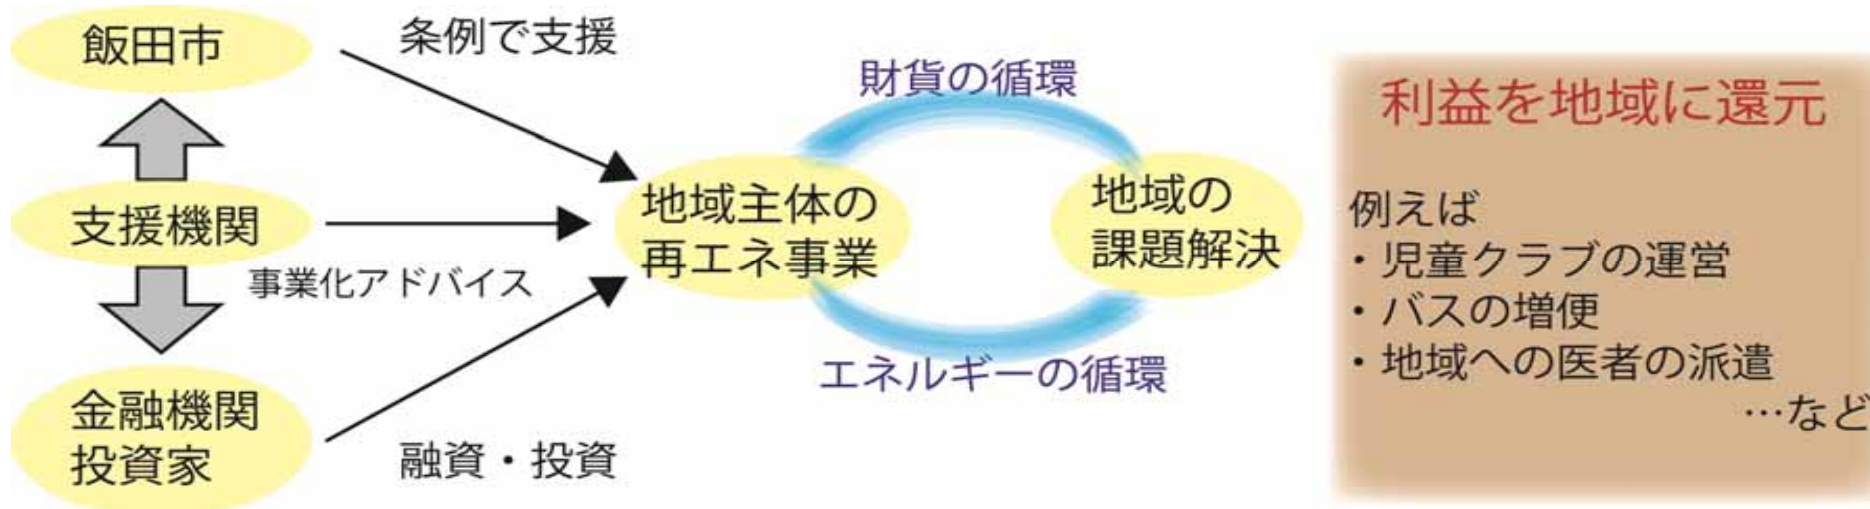 飯田市
条例で支援
支援機関
事業化アドバイス
金融機関
投資家
融資・投資
地域主体の
再エネ事業
財貨の循環
エネルギーの循環
地域の
課題解決
利益を地域に還元
例えば
・児童クラブの運営
・バスの増便
・地域への医者の派遣
…など